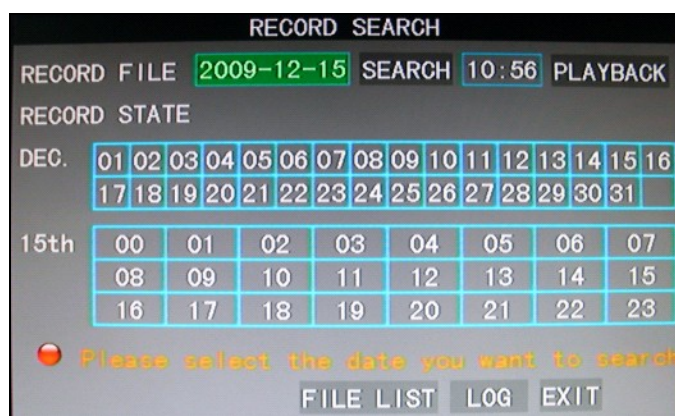 RECORD SEARCH
RECORD FILE 2009-12-15 SEARCH 10:56 PLAYBACK
RECORD STATE
DEC. 01 02 03 04 05 06 07 08 09 10 11 12 13 14 15 16
17 18 19 20 21 22 23 24 25 26 27 28 29 30 31
15th 00 01 02 03 04 05 06 07
08 09 10 11 12 13 14 15
16 17 18 19 20 21 22 23
Please select the date you want to search
FILE LIST LOG EXIT